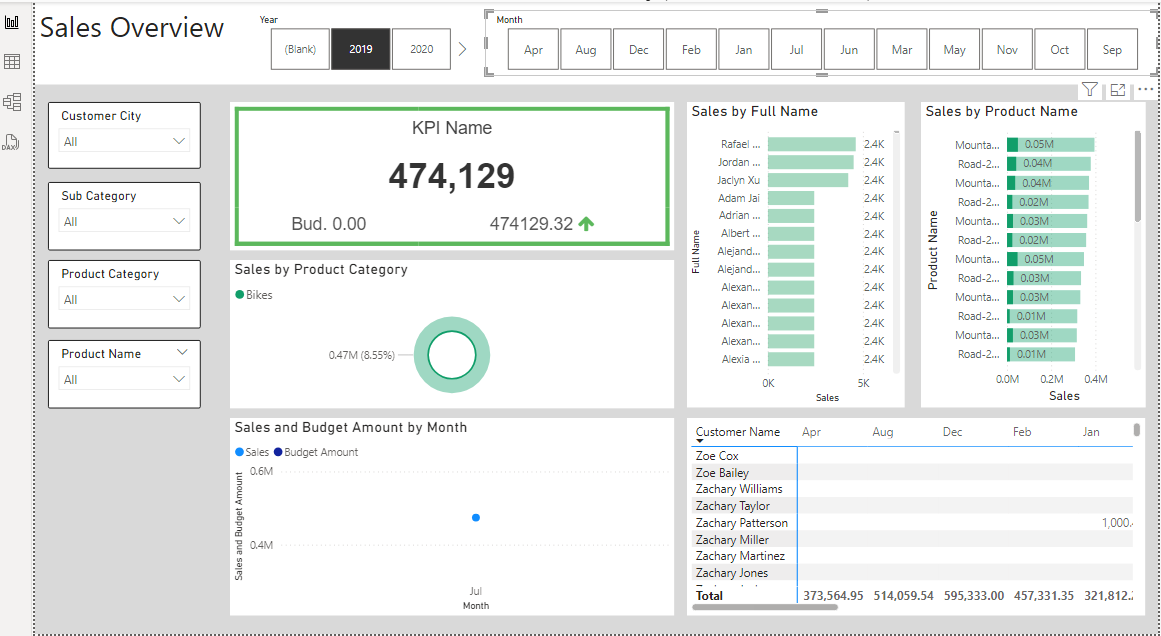 Sales Overview
Year
(Blank)
2019
2020
Month
Apr
Aug
Dec
Feb
Jan
Jul
Jun
Mar
May
Nov
Oct
Sep
DAX
Customer City
All
Sub Category
All
Product Category
All
Product Name
All
KPI Name
474,129
Bud. 0.00
474129.32
Sales by Product Category
Bikes
0.47M (8.55%)
Sales and Budget Amount by Month
Sales Budget Amount
Sales and Budget Amount
0.6M
0.4M
Jul
Month
Sales by Full Name
Full Name
Rafael ... 2.4K
Jordan ... 2.4K
Jaclyn Xu 2.4K
Adam Jai 2.4K
Adrian ... 2.4K
Albert ... 2.4K
Alejand... 2.4K
Alejand... 2.4K
Alexan... 2.4K
Alexan... 2.4K
Alexan... 2.4K
Alexan... 2.4K
Alexia ... 2.4K
0K 5K
Sales
Sales by Product Name
Product Name
Mounta... 0.05M
Road-2... 0.04M
Mounta... 0.04M
Road-2... 0.02M
Mounta... 0.03M
Road-2... 0.02M
Mounta... 0.05M
Road-2... 0.03M
Mounta... 0.03M
Road-2... 0.01M
Mounta... 0.03M
Road-2... 0.01M
0.0M 0.2M 0.4M
Sales
Customer Name Apr Aug Dec Feb Jan
Zoe Cox
Zoe Bailey
Zachary Williams
Zachary Taylor
Zachary Patterson 1,000.
Zachary Miller
Zachary Martinez
Zachary Jones
Total 373,564.95 514,059.54 595,333.00 457,331.35 321,812.